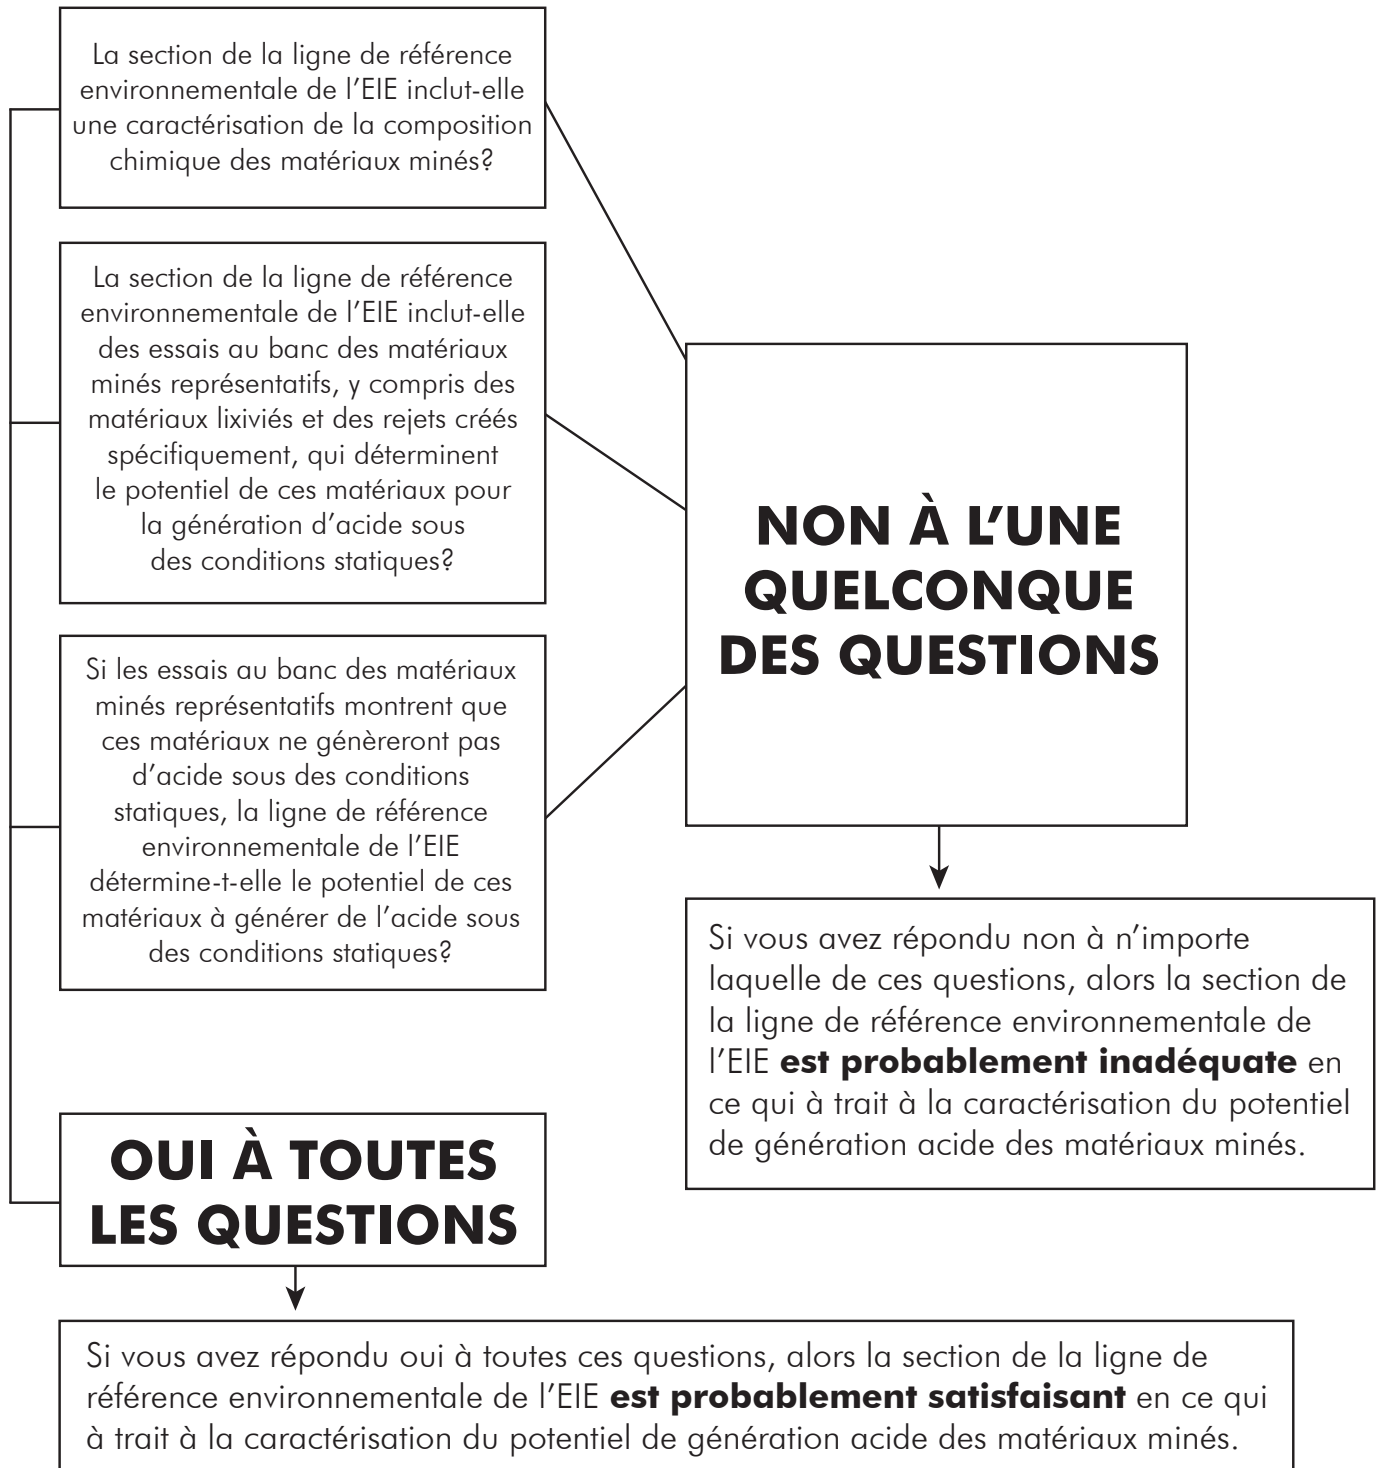 La section de la ligne de référence
environnementale de l'EIE inclut-elle
une caractérisation de la composition
chimique des matériaux minés?
La section de la ligne de référence
environnementale de l'EIE inclut-elle
des essais au banc des matériaux
minés représentatifs, y compris des
matériaux lixiviés et des rejets créés
spécifiquement, qui déterminent
le potentiel de ces matériaux pour
la génération d'acide sous
des conditions statiques?
Si les essais au banc des matériaux
minés représentatifs montrent que
ces matériaux ne génèreront pas
d'acide sous des conditions
statiques, la ligne de référence
environnementale de l'EIE
détermine-t-elle le potentiel de ces
matériaux à générer de l'acide sous
des conditions statiques?
NON À L'UNE
QUELCONQUE
DES QUESTIONS
Si vous avez répondu non à n'importe
laquelle de ces questions, alors la section de
la ligne de référence environnementale de
l'EIE est probablement inadéquate en
ce qui à trait à la caractérisation du potentiel
de génération acide des matériaux minés.
OUI À TOUTES
LES QUESTIONS
Si vous avez répondu oui à toutes ces questions, alors la section de la ligne de
référence environnementale de l'EIE est probablement satisfaisant en ce qui
à trait à la caractérisation du potentiel de génération acide des matériaux minés.